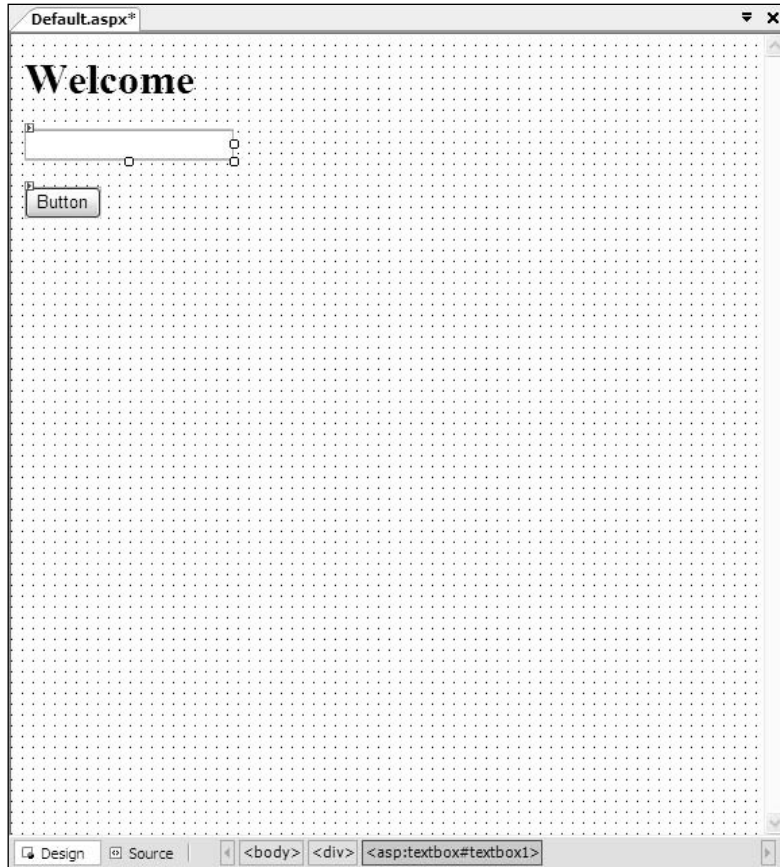 Default.aspx*
Welcome
Button
Design Source <body> <div> <asp:textbox#textbox1>